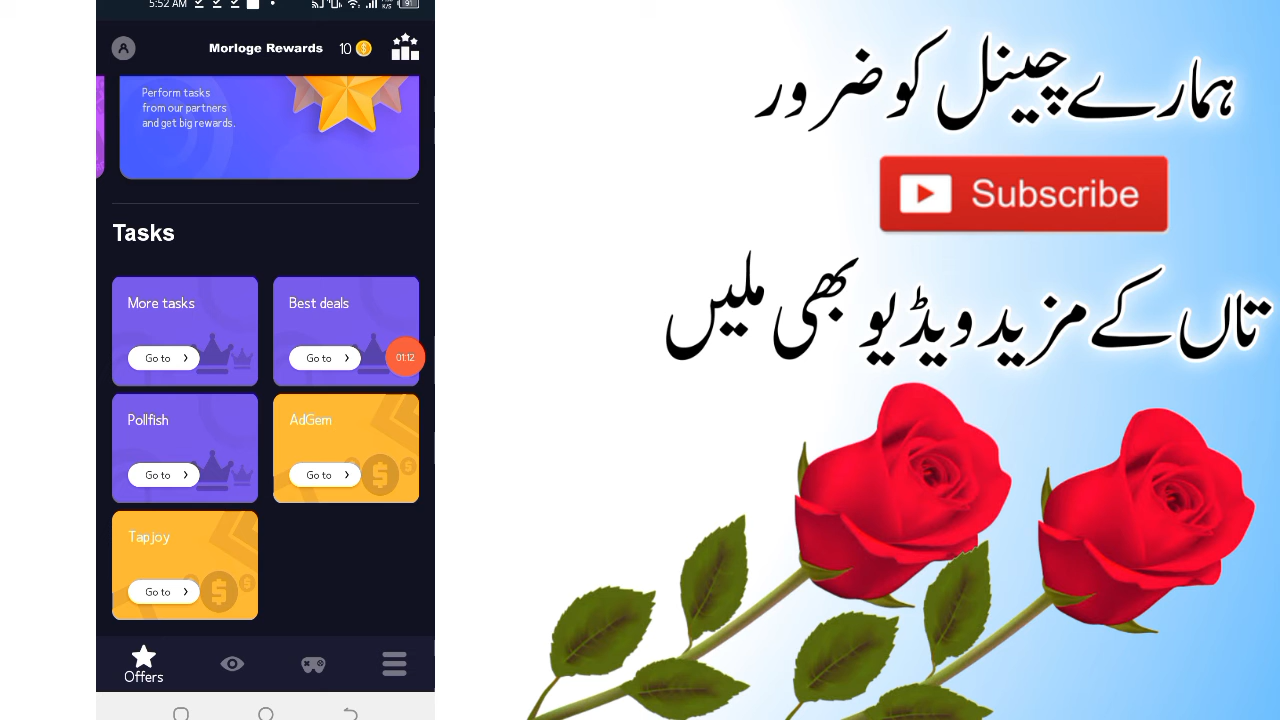 5:52 AM
K/S
91
Morloge Rewards 10
Perform tasks
from our partners
and get big rewards.
Tasks
More tasks
Go to
Best deals
Go to
01:12
Pollfish
Go to
AdGem
Go to
Tapjoy
Go to
Offers
ہمارے چینل کو ضرور
Subscribe
تاں کے مزید ویڈیو بھی ملیں